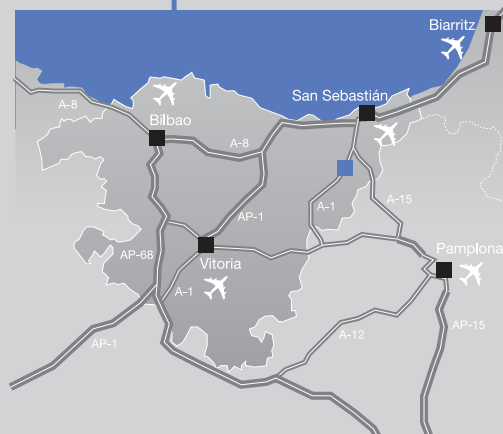 Biarritz
San Sebastián
A-8
Bilbao
A-8
A-1
A-15
AP-1
AP-68
Vitoria
Pamplona
A-1
A-12
AP-15
AP-1